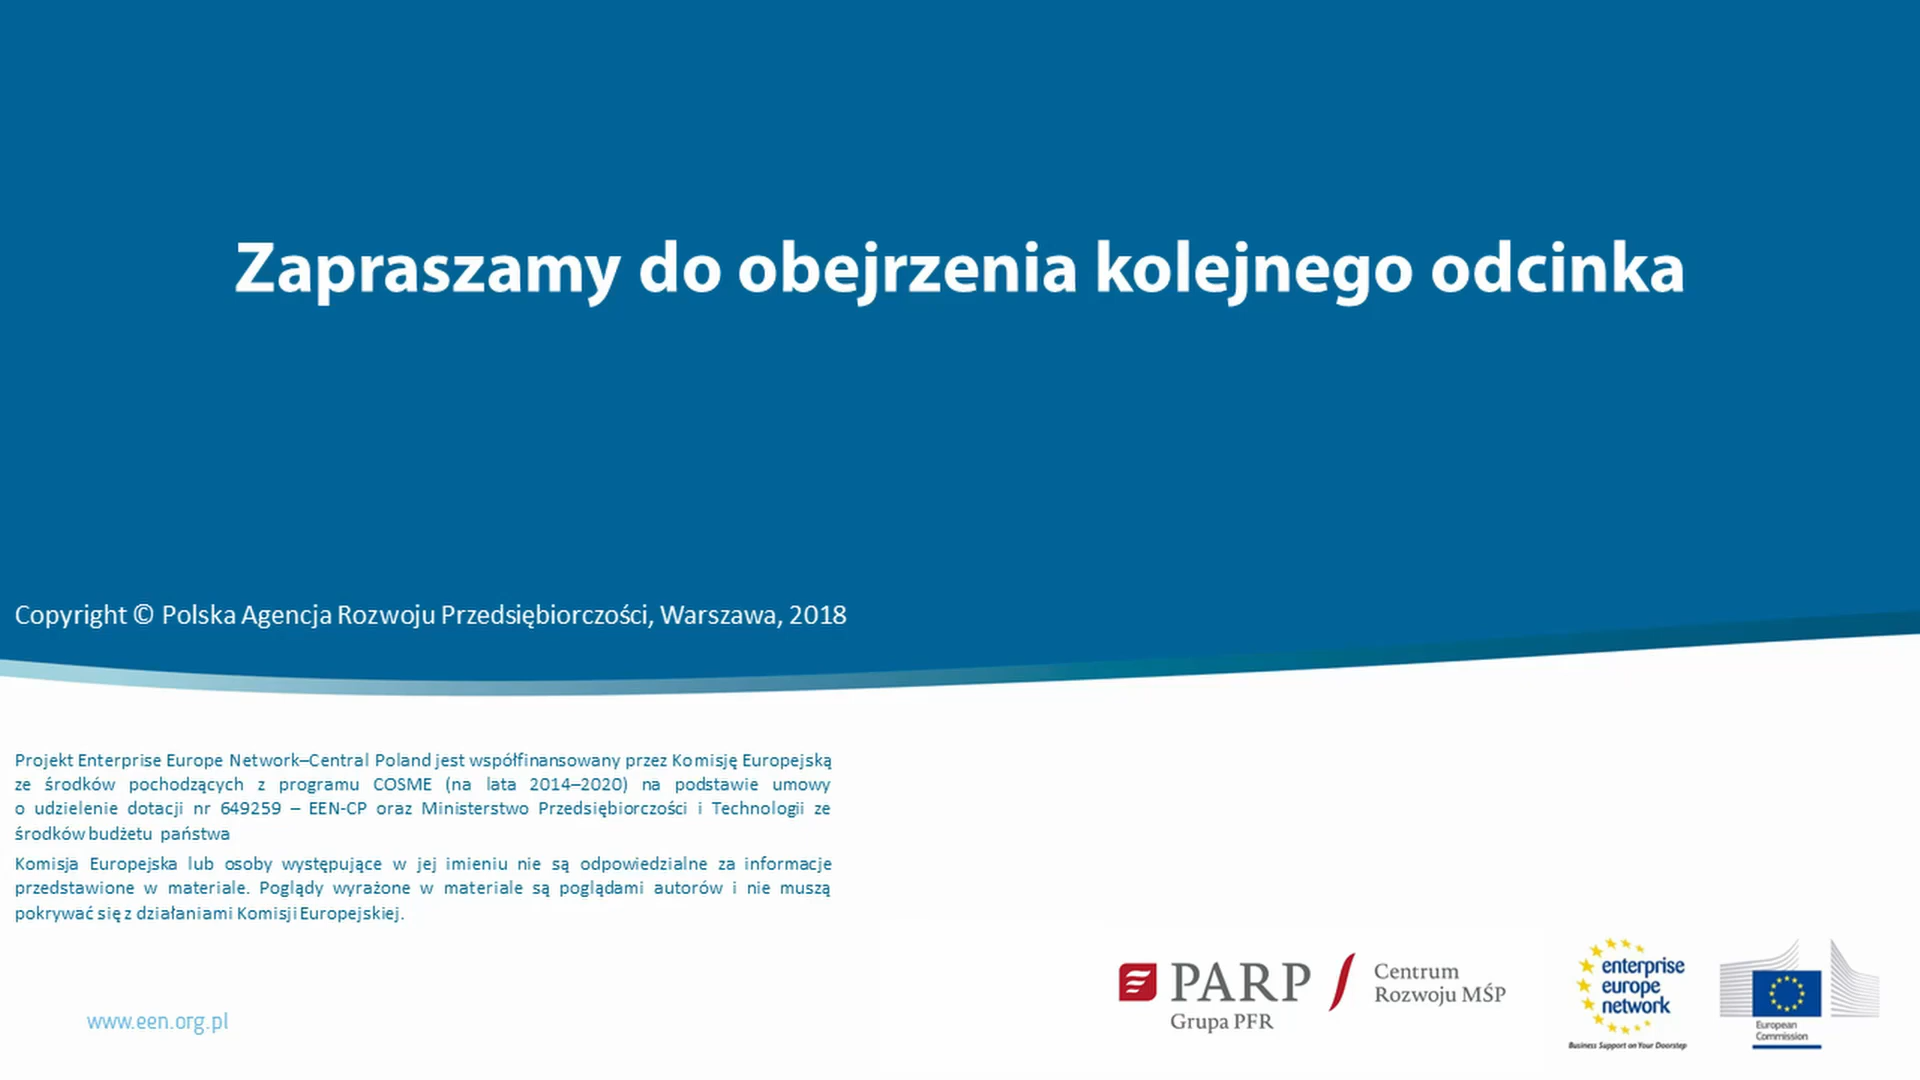 Zapraszamy do obejrzenia kolejnego odcinka
Copyright © Polska Agencja Rozwoju Przedsiębiorczości, Warszawa, 2018
Projekt Enterprise Europe Network–Central Poland jest współfinansowany przez Komisję Europejską
ze środków pochodzących z programu COSME (na lata 2014–2020) na podstawie umowy
o udzielenie dotacji nr 649259 – EEN-CP oraz Ministerstwo Przedsiębiorczości i Technologii ze
środków budżetu państwa
Komisja Europejska lub osoby występujące w jej imieniu nie są odpowiedzialne za informacje
przedstawione w materiale. Poglądy wyrażone w materiale są poglądami autorów i nie muszą
pokrywać się z działaniami Komisji Europejskiej.
www.een.org.pl
PARP
Grupa PFR
Centrum
Rozwoju MŚP
enterprise
europe
network
Business Support on Your Doorstep
European
Commission